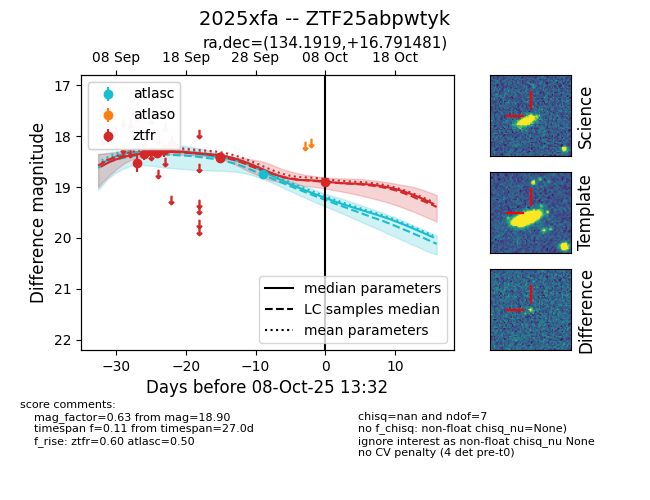 2025xfa -- ZTF25abpwtyk
ra,dec=(134.1919,+16.791481)
08 Sep 18 Sep 28 Sep 08 Oct 18 Oct
17
18
19
20
21
22
Difference magnitude
atlasc
atlaso
ztfr
median parameters
LC samples median
mean parameters
−30 −20 −10 0 10
Days before 08-Oct-25 13:32
Science
Template
Difference
score comments:
mag_factor=0.63 from mag=18.90
timespan f=0.11 from timespan=27.0d
f_rise: ztfr=0.60 atlasc=0.50
chisq=nan and ndof=7
no f_chisq: non-float chisq_nu=None)
ignore interest as non-float chisq_nu None
no CV penalty (4 det pre-t0)